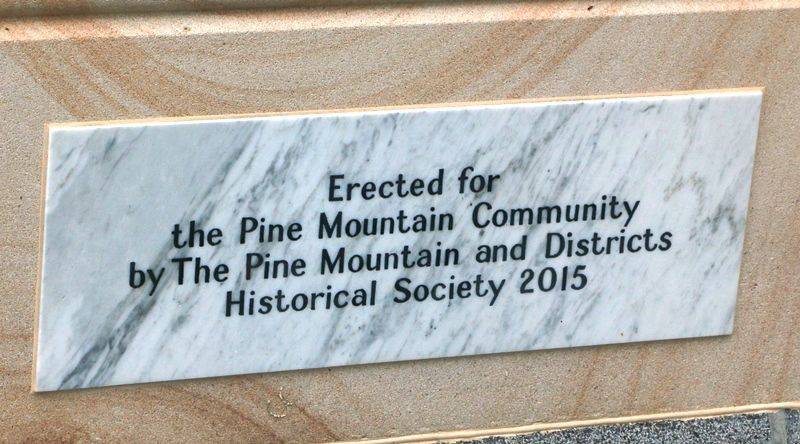 Erected for
the Pine Mountain Community
by The Pine Mountain and Districts
Historical Society 2015